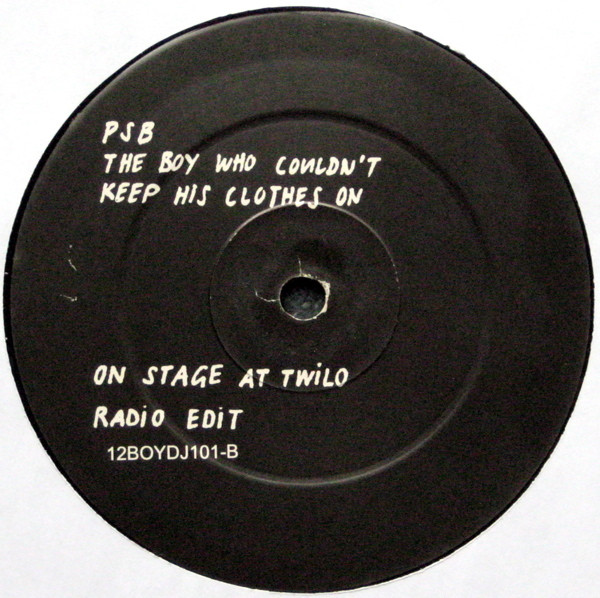 PSB
THE BOY WHO COULDN'T
KEEP HIS CLOTHES ON
ON STAGE AT TWiLO
RADiO EDiT
12BOYDJ101-B